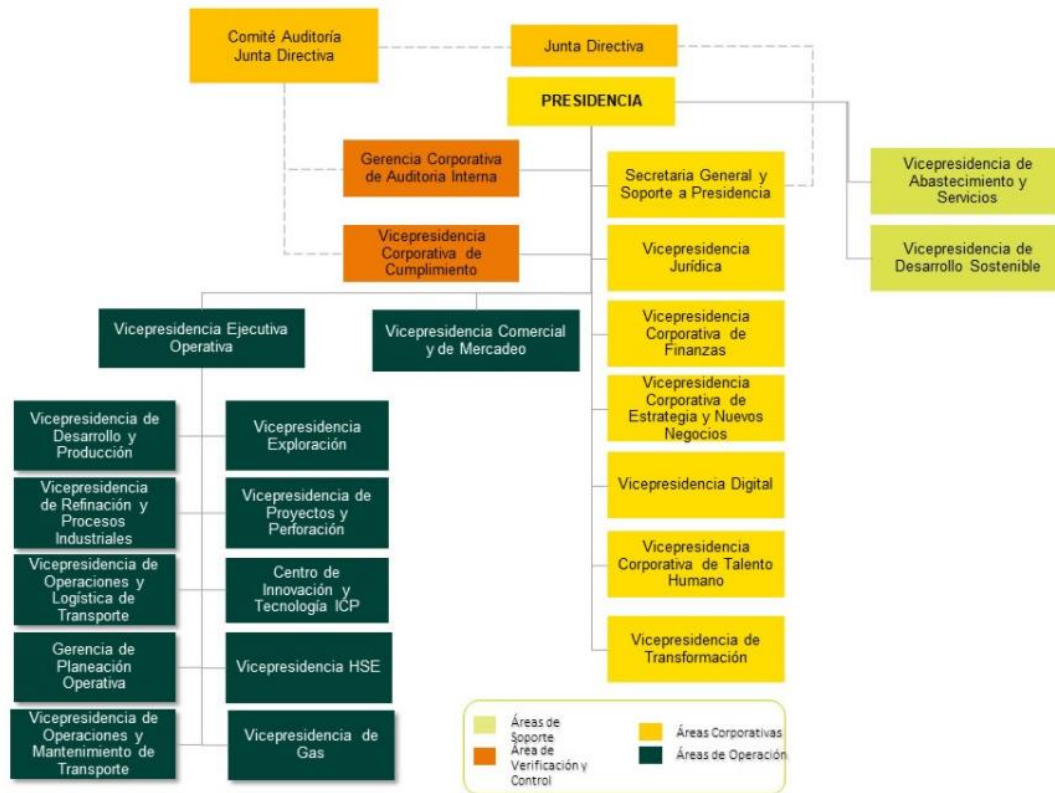 Comité Auditoría
Junta Directiva
Junta Directiva
PRESIDENCIA
Gerencia Corporativa
de Auditoria Interna
Secretaria General y
Soporte a Presidencia
Vicepresidencia de
Abastecimiento y
Servicios
Vicepresidencia
Corporativa de
Cumplimiento
Vicepresidencia
Jurídica
Vicepresidencia de
Desarrollo Sostenible
Vicepresidencia Ejecutiva
Operativa
Vicepresidencia Comercial
y de Mercadeo
Vicepresidencia
Corporativa de
Finanzas
Vicepresidencia
Corporativa de
Estrategia y Nuevos
Negocios
Vicepresidencia Digital
Vicepresidencia
Corporativa de Talento
Humano
Vicepresidencia de
Transformación
Vicepresidencia de
Desarrollo y
Producción
Vicepresidencia
Exploración
Vicepresidencia
de Refinación y
Procesos
Industriales
Vicepresidencia de
Proyectos y
Perforación
Vicepresidencia de
Operaciones y
Logística de
Transporte
Centro de
Innovación y
Tecnología ICP
Gerencia de
Planeación
Operativa
Vicepresidencia HSE
Vicepresidencia de
Operaciones y
Mantenimiento de
Transporte
Vicepresidencia de
Gas
Áreas de
Soporte
Área de
Verificación y
Control
Áreas Corporativas
Áreas de Operación